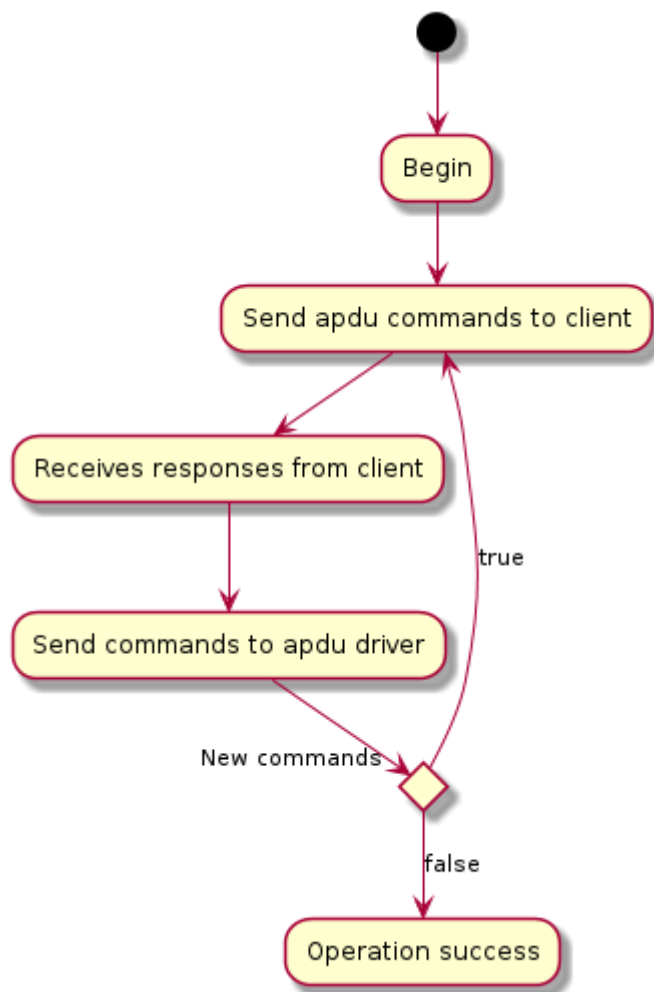 Begin
Send apdu commands to client
Receives responses from client
true
Send commands to apdu driver
New commands
false
Operation success